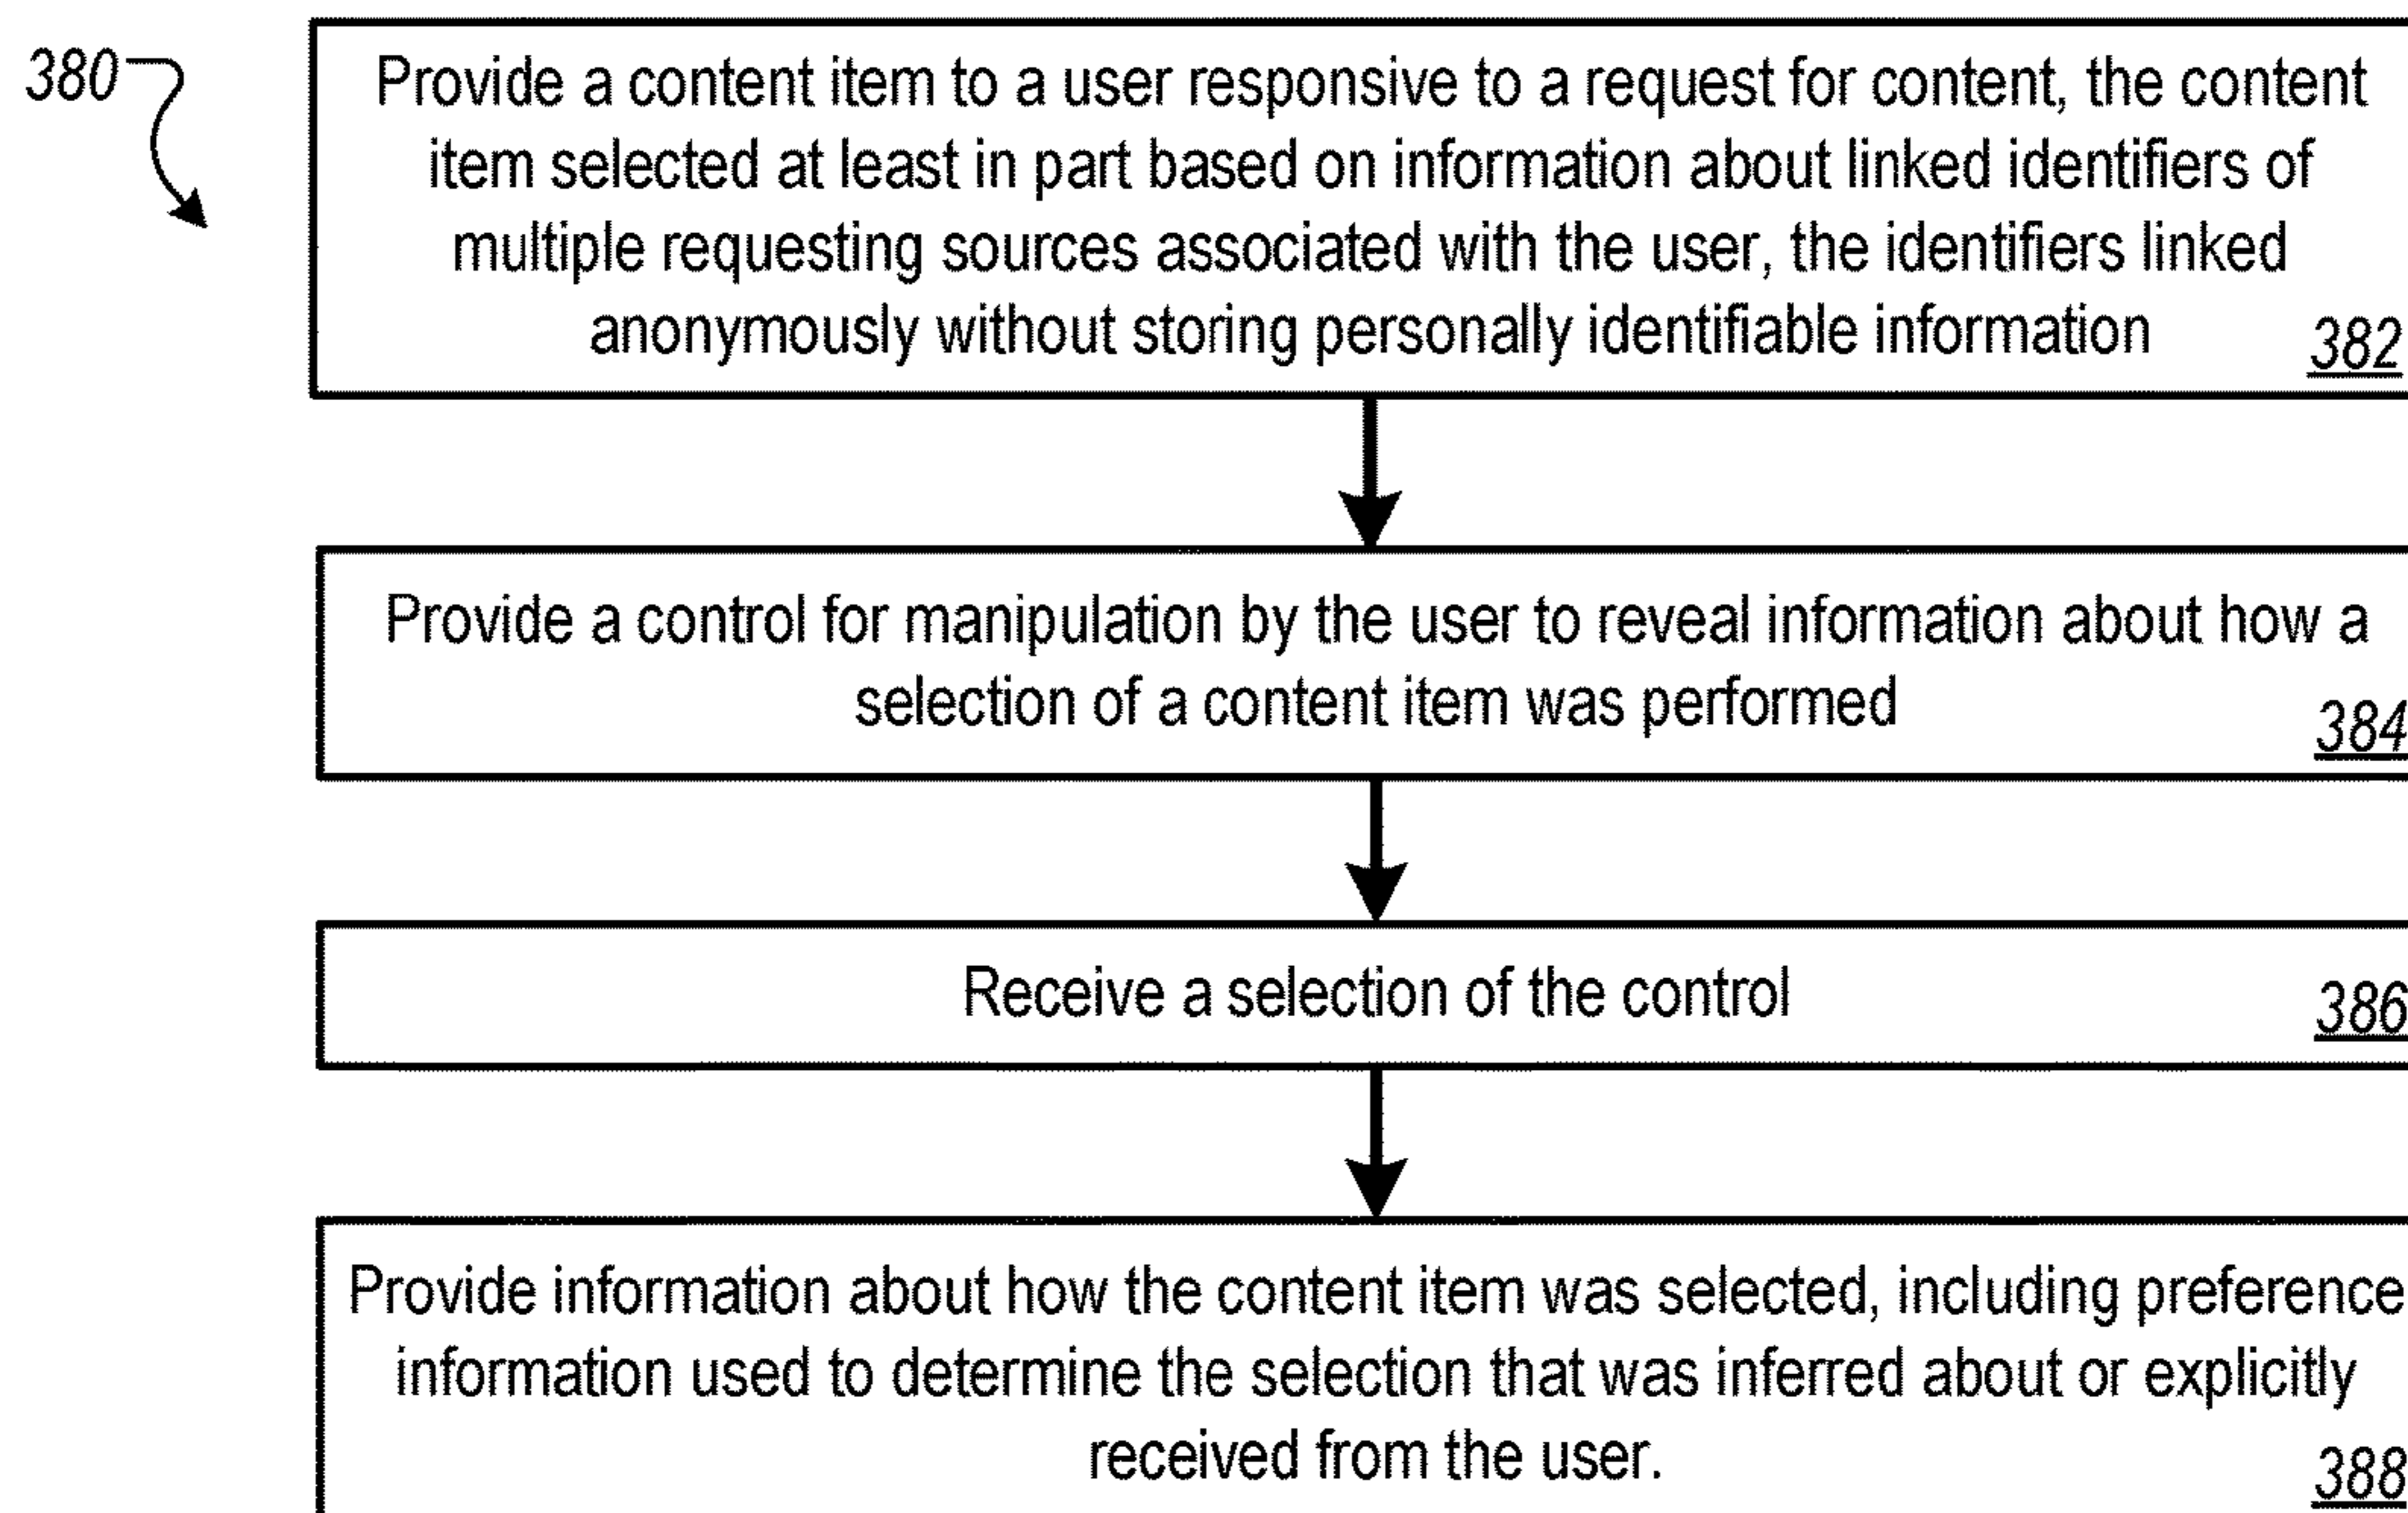 380
Provide a content item to a user responsive to a request for content, the content
item selected at least in part based on information about linked identifiers of
multiple requesting sources associated with the user, the identifiers linked
anonymously without storing personally identifiable information
382
Provide a control for manipulation by the user to reveal information about how a
selection of a content item was performed
384
Receive a selection of the control
386
Provide information about how the content item was selected, including preference
information used to determine the selection that was inferred about or explicitly
received from the user.
388